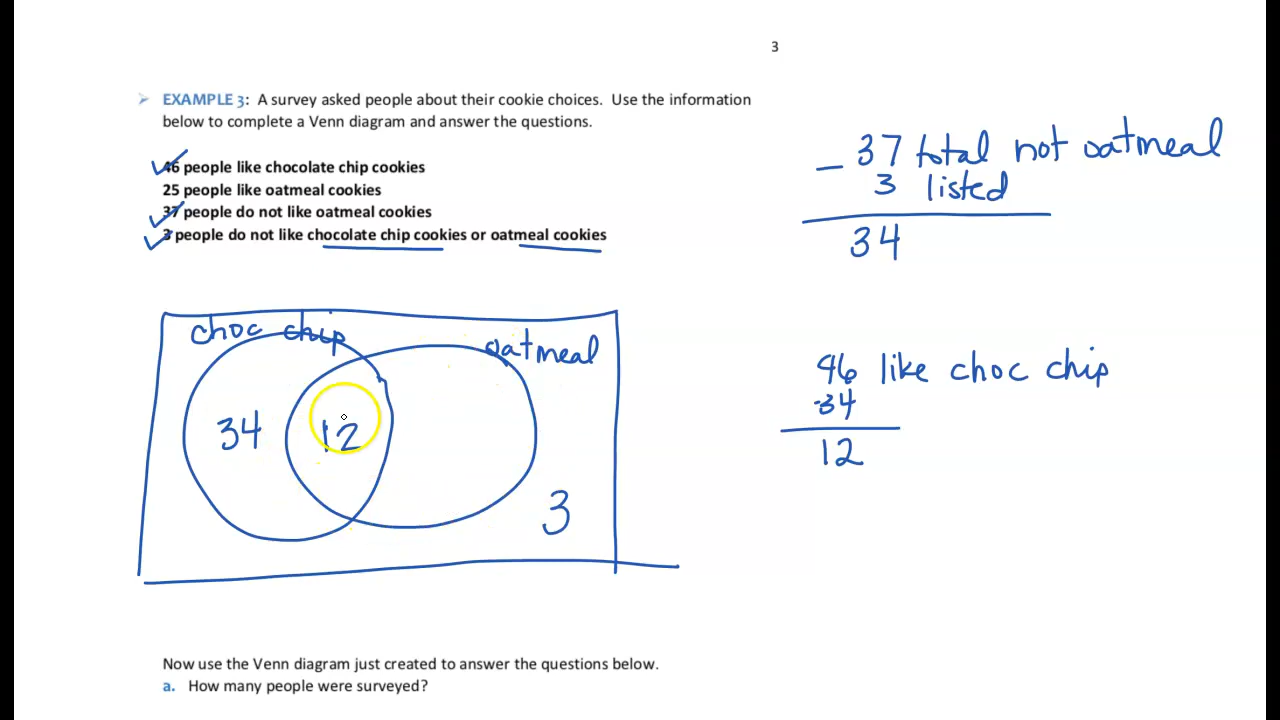 3
EXAMPLE 3: A survey asked people about their cookie choices. Use the information
below to complete a Venn diagram and answer the questions.
46 people like chocolate chip cookies
25 people like oatmeal cookies
37 people do not like oatmeal cookies
3 people do not like chocolate chip cookies or oatmeal cookies
- 37 total not oatmeal
3 listed
34
choc chip
oatmeal
34 12
3
46 like choc chip
-34
12
Now use the Venn diagram just created to answer the questions below.
a. How many people were surveyed?